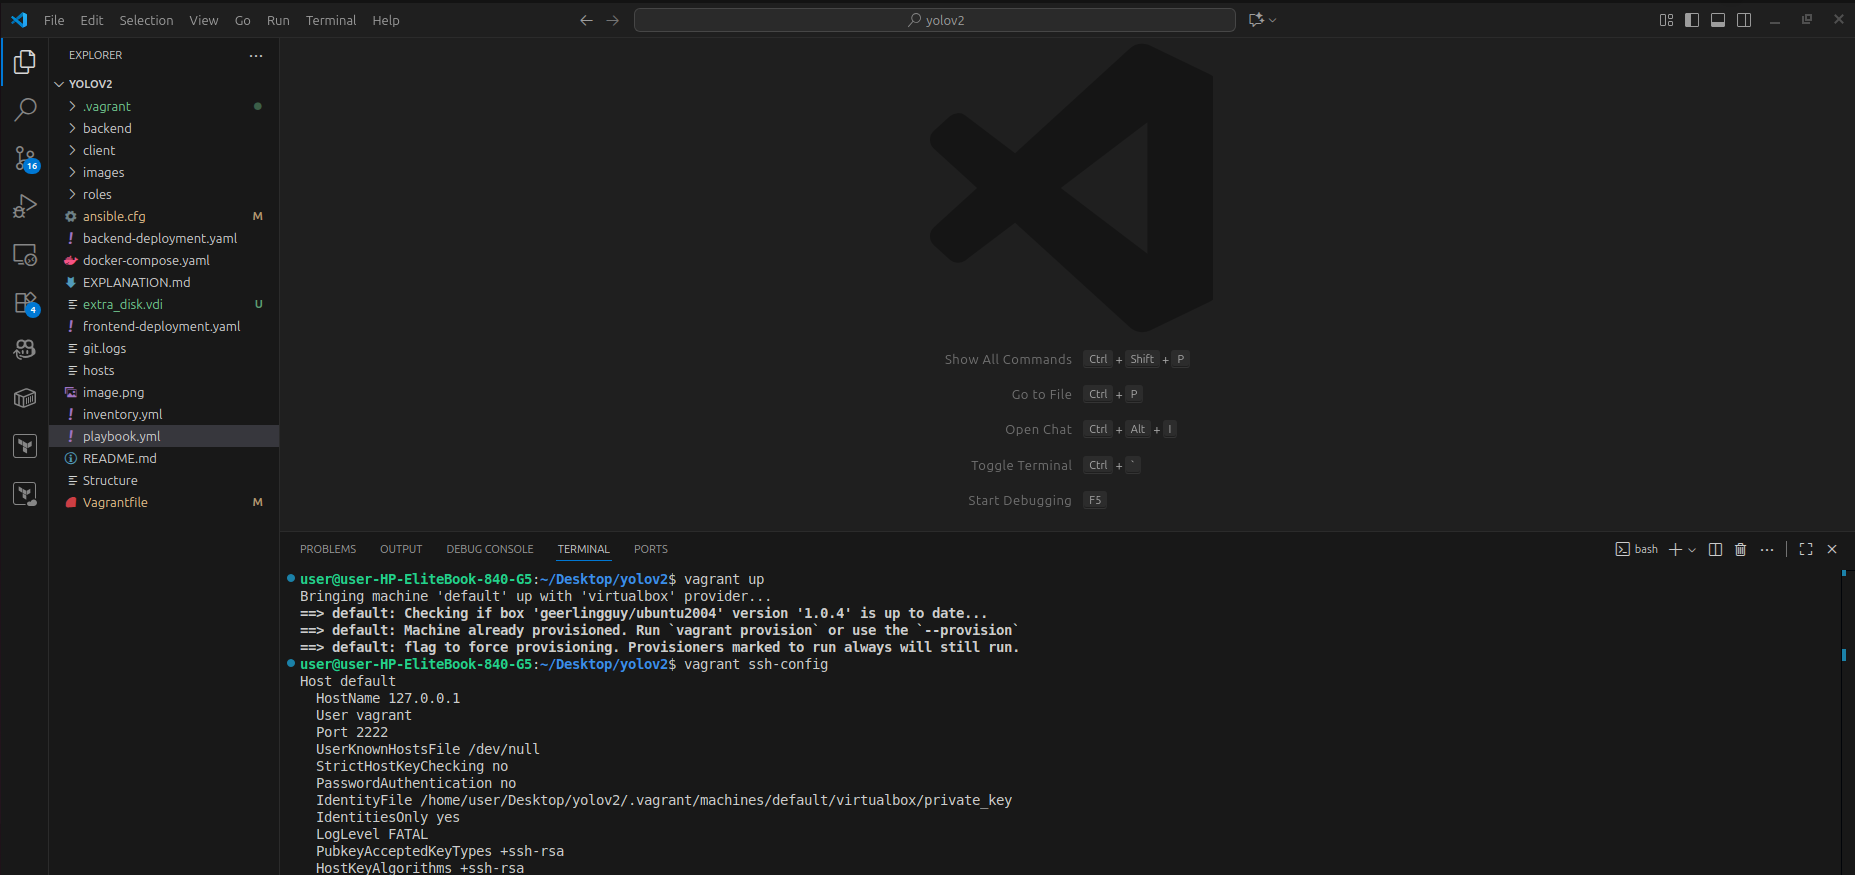 File Edit Selection View Go Run Terminal Help
yolov2
EXPLORER
YOLOV2
.vagrant
backend
client
16
images
roles
ansible.cfg M
backend-deployment.yaml
docker-compose.yaml
EXPLANATION.md
extra_disk.vdi U
4
frontend-deployment.yaml
git.logs
hosts
image.png
inventory.yml
playbook.yml
README.md
Structure
Vagrantfile M
Show All Commands Ctrl + Shift + P
Go to File Ctrl + P
Open Chat Ctrl + Alt + I
Toggle Terminal Ctrl + `
Start Debugging F5
PROBLEMS OUTPUT DEBUG CONSOLE TERMINAL PORTS bash
user@user-HP-EliteBook-840-G5:~/Desktop/yolov2$ vagrant up
Bringing machine 'default' up with 'virtualbox' provider...
==> default: Checking if box 'geerlingguy/ubuntu2004' version '1.0.4' is up to date...
==> default: Machine already provisioned. Run `vagrant provision` or use the `--provision`
==> default: flag to force provisioning. Provisioners marked to run always will still run.
user@user-HP-EliteBook-840-G5:~/Desktop/yolov2$ vagrant ssh-config
Host default
HostName 127.0.0.1
User vagrant
Port 2222
UserKnownHostsFile /dev/null
StrictHostKeyChecking no
PasswordAuthentication no
IdentityFile /home/user/Desktop/yolov2/.vagrant/machines/default/virtualbox/private_key
IdentitiesOnly yes
LogLevel FATAL
PubkeyAcceptedKeyTypes +ssh-rsa
HostKeyAlgorithms +ssh-rsa